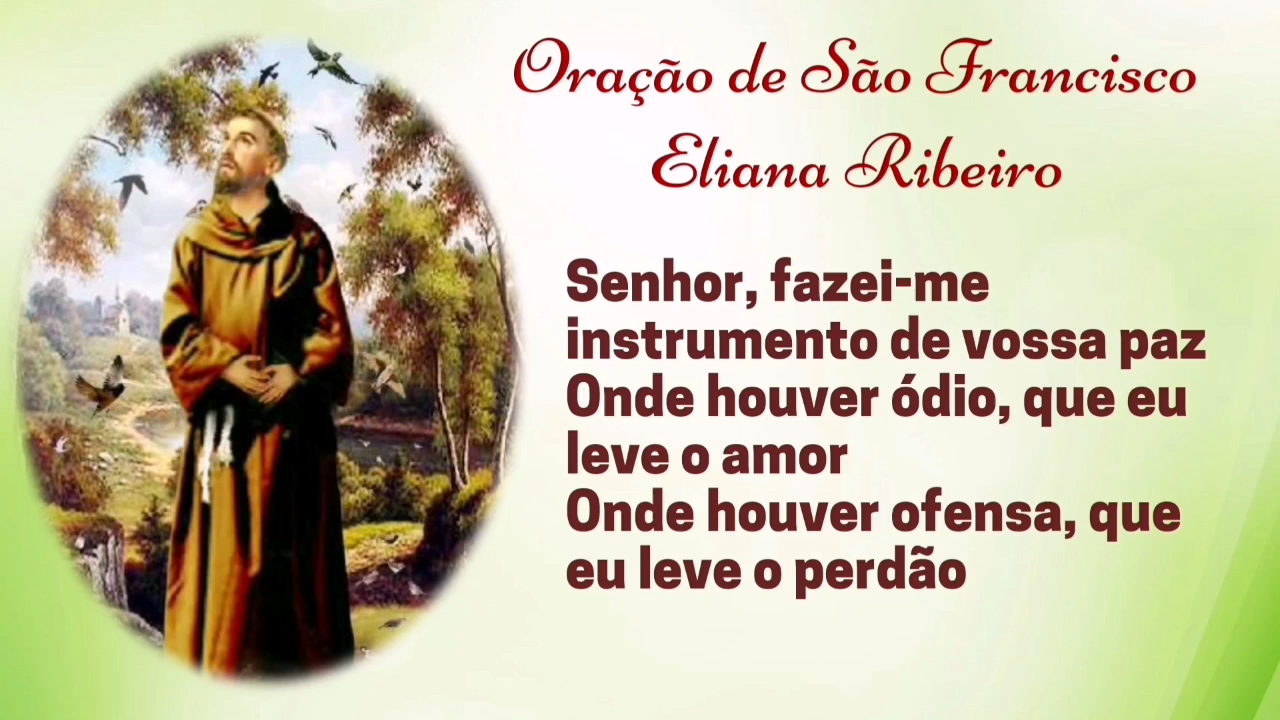 Oração de São Francisco
Eliana Ribeiro
Senhor, fazei-me
instrumento de vossa paz
Onde houver ódio, que eu
leve o amor
Onde houver ofensa, que
eu leve o perdão